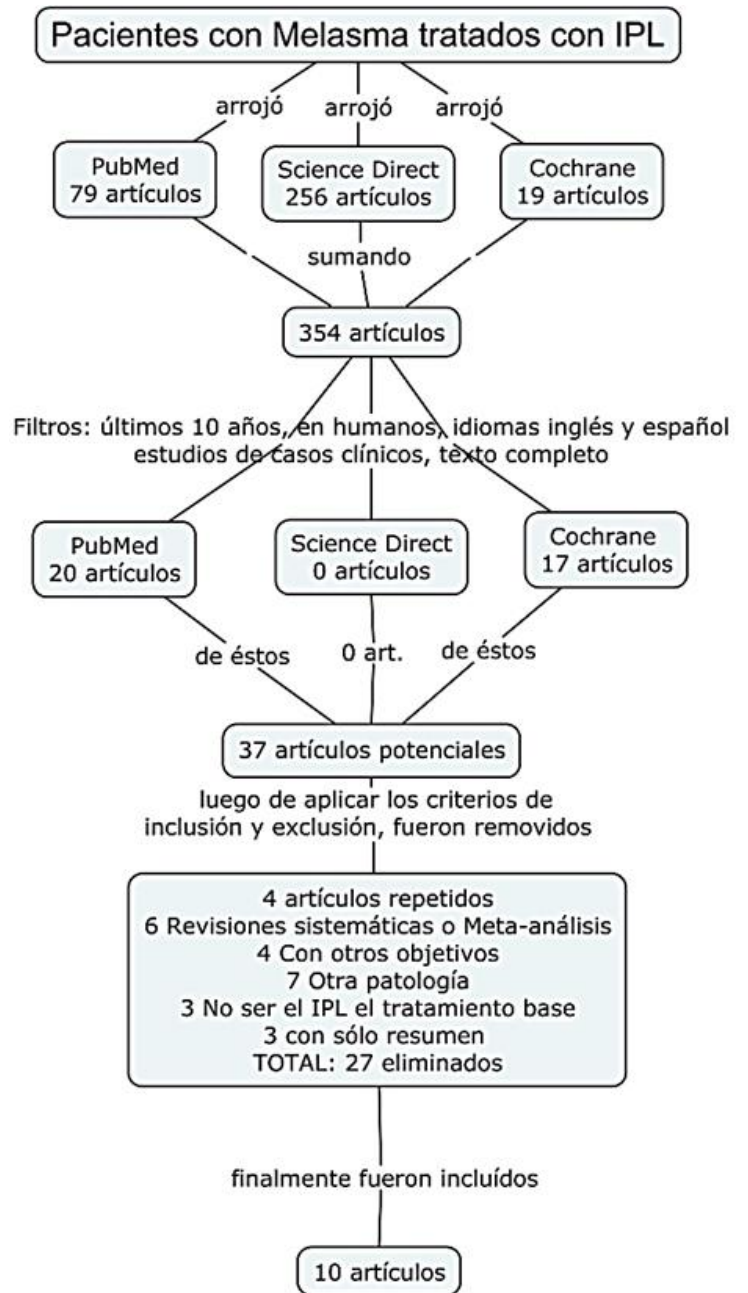 Pacientes con Melasma tratados con IPL
arrojó arrojó arrojó
PubMed
79 artículos
Science Direct
256 artículos
Cochrane
19 artículos
sumando
354 artículos
Filtros: últimos 10 años, en humanos, idiomas inglés y español
estudios de casos clínicos, texto completo
PubMed
20 artículos
Science Direct
0 artículos
Cochrane
17 artículos
de éstos 0 art. de éstos
37 artículos potenciales
luego de aplicar los criterios de
inclusión y exclusión, fueron removidos
4 artículos repetidos
6 Revisiones sistemáticas o Meta-análisis
4 Con otros objetivos
7 Otra patología
3 No ser el IPL el tratamiento base
3 con sólo resumen
TOTAL: 27 eliminados
finalmente fueron incluídos
10 artículos